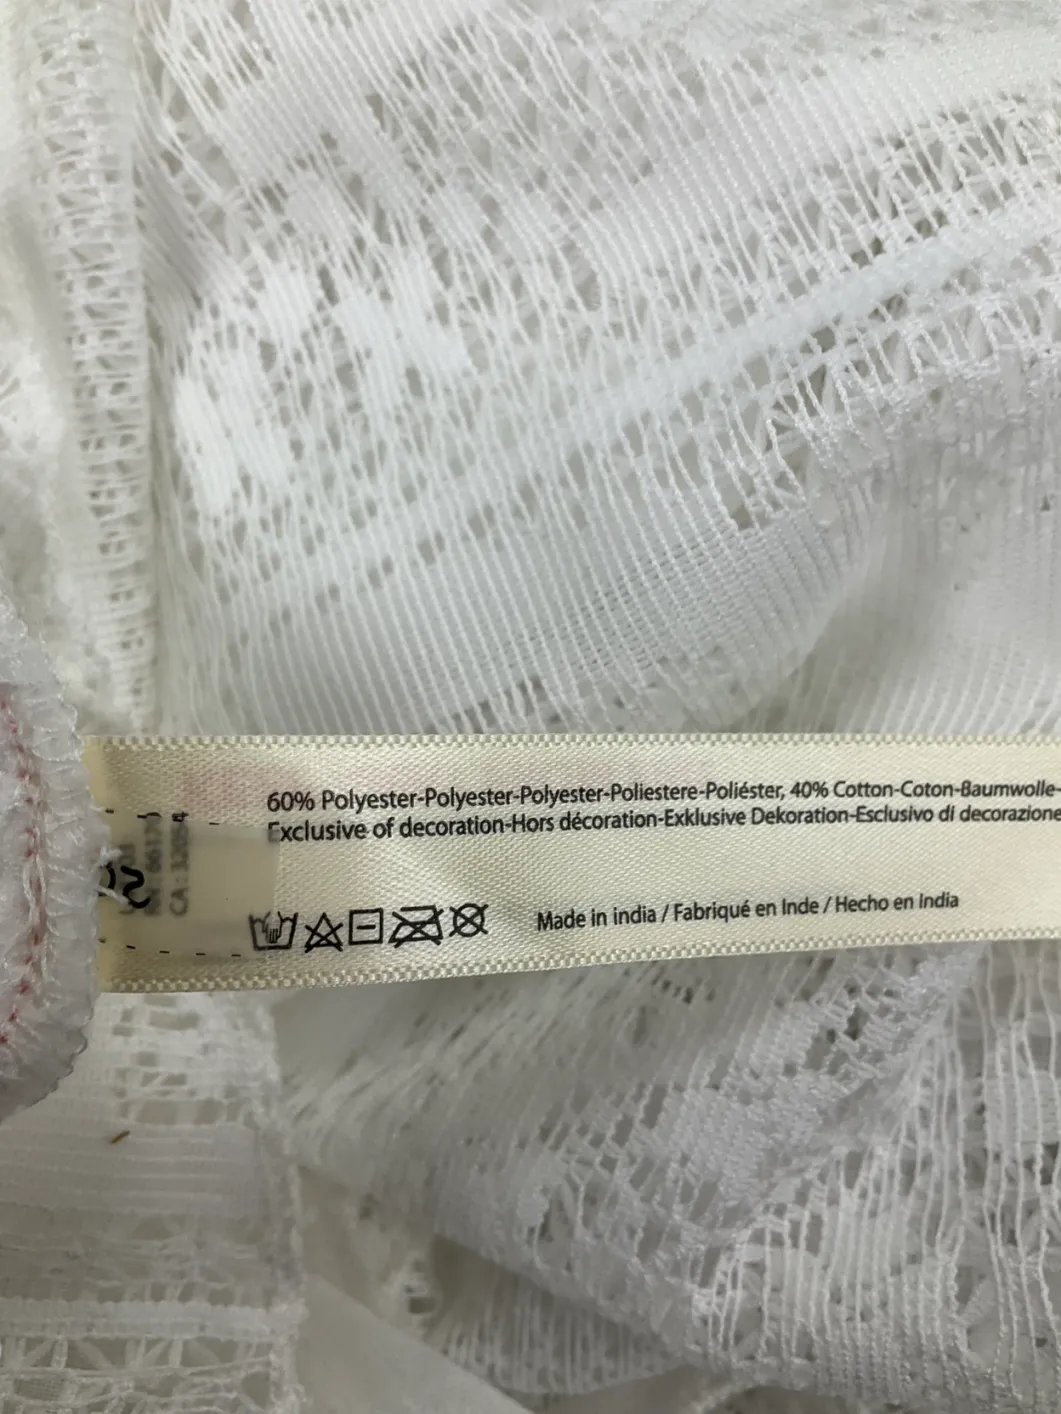 60% Polyester-Polyester-Polyester-Poliestere-Poliéster, 40% Cotton-Coton-Baumwolle-
Exclusive of decoration-Hors décoration-Exklusive Dekoration-Esclusivo di decorazione
Made in india / Fabriqué en Inde / Hecho en India
CA :